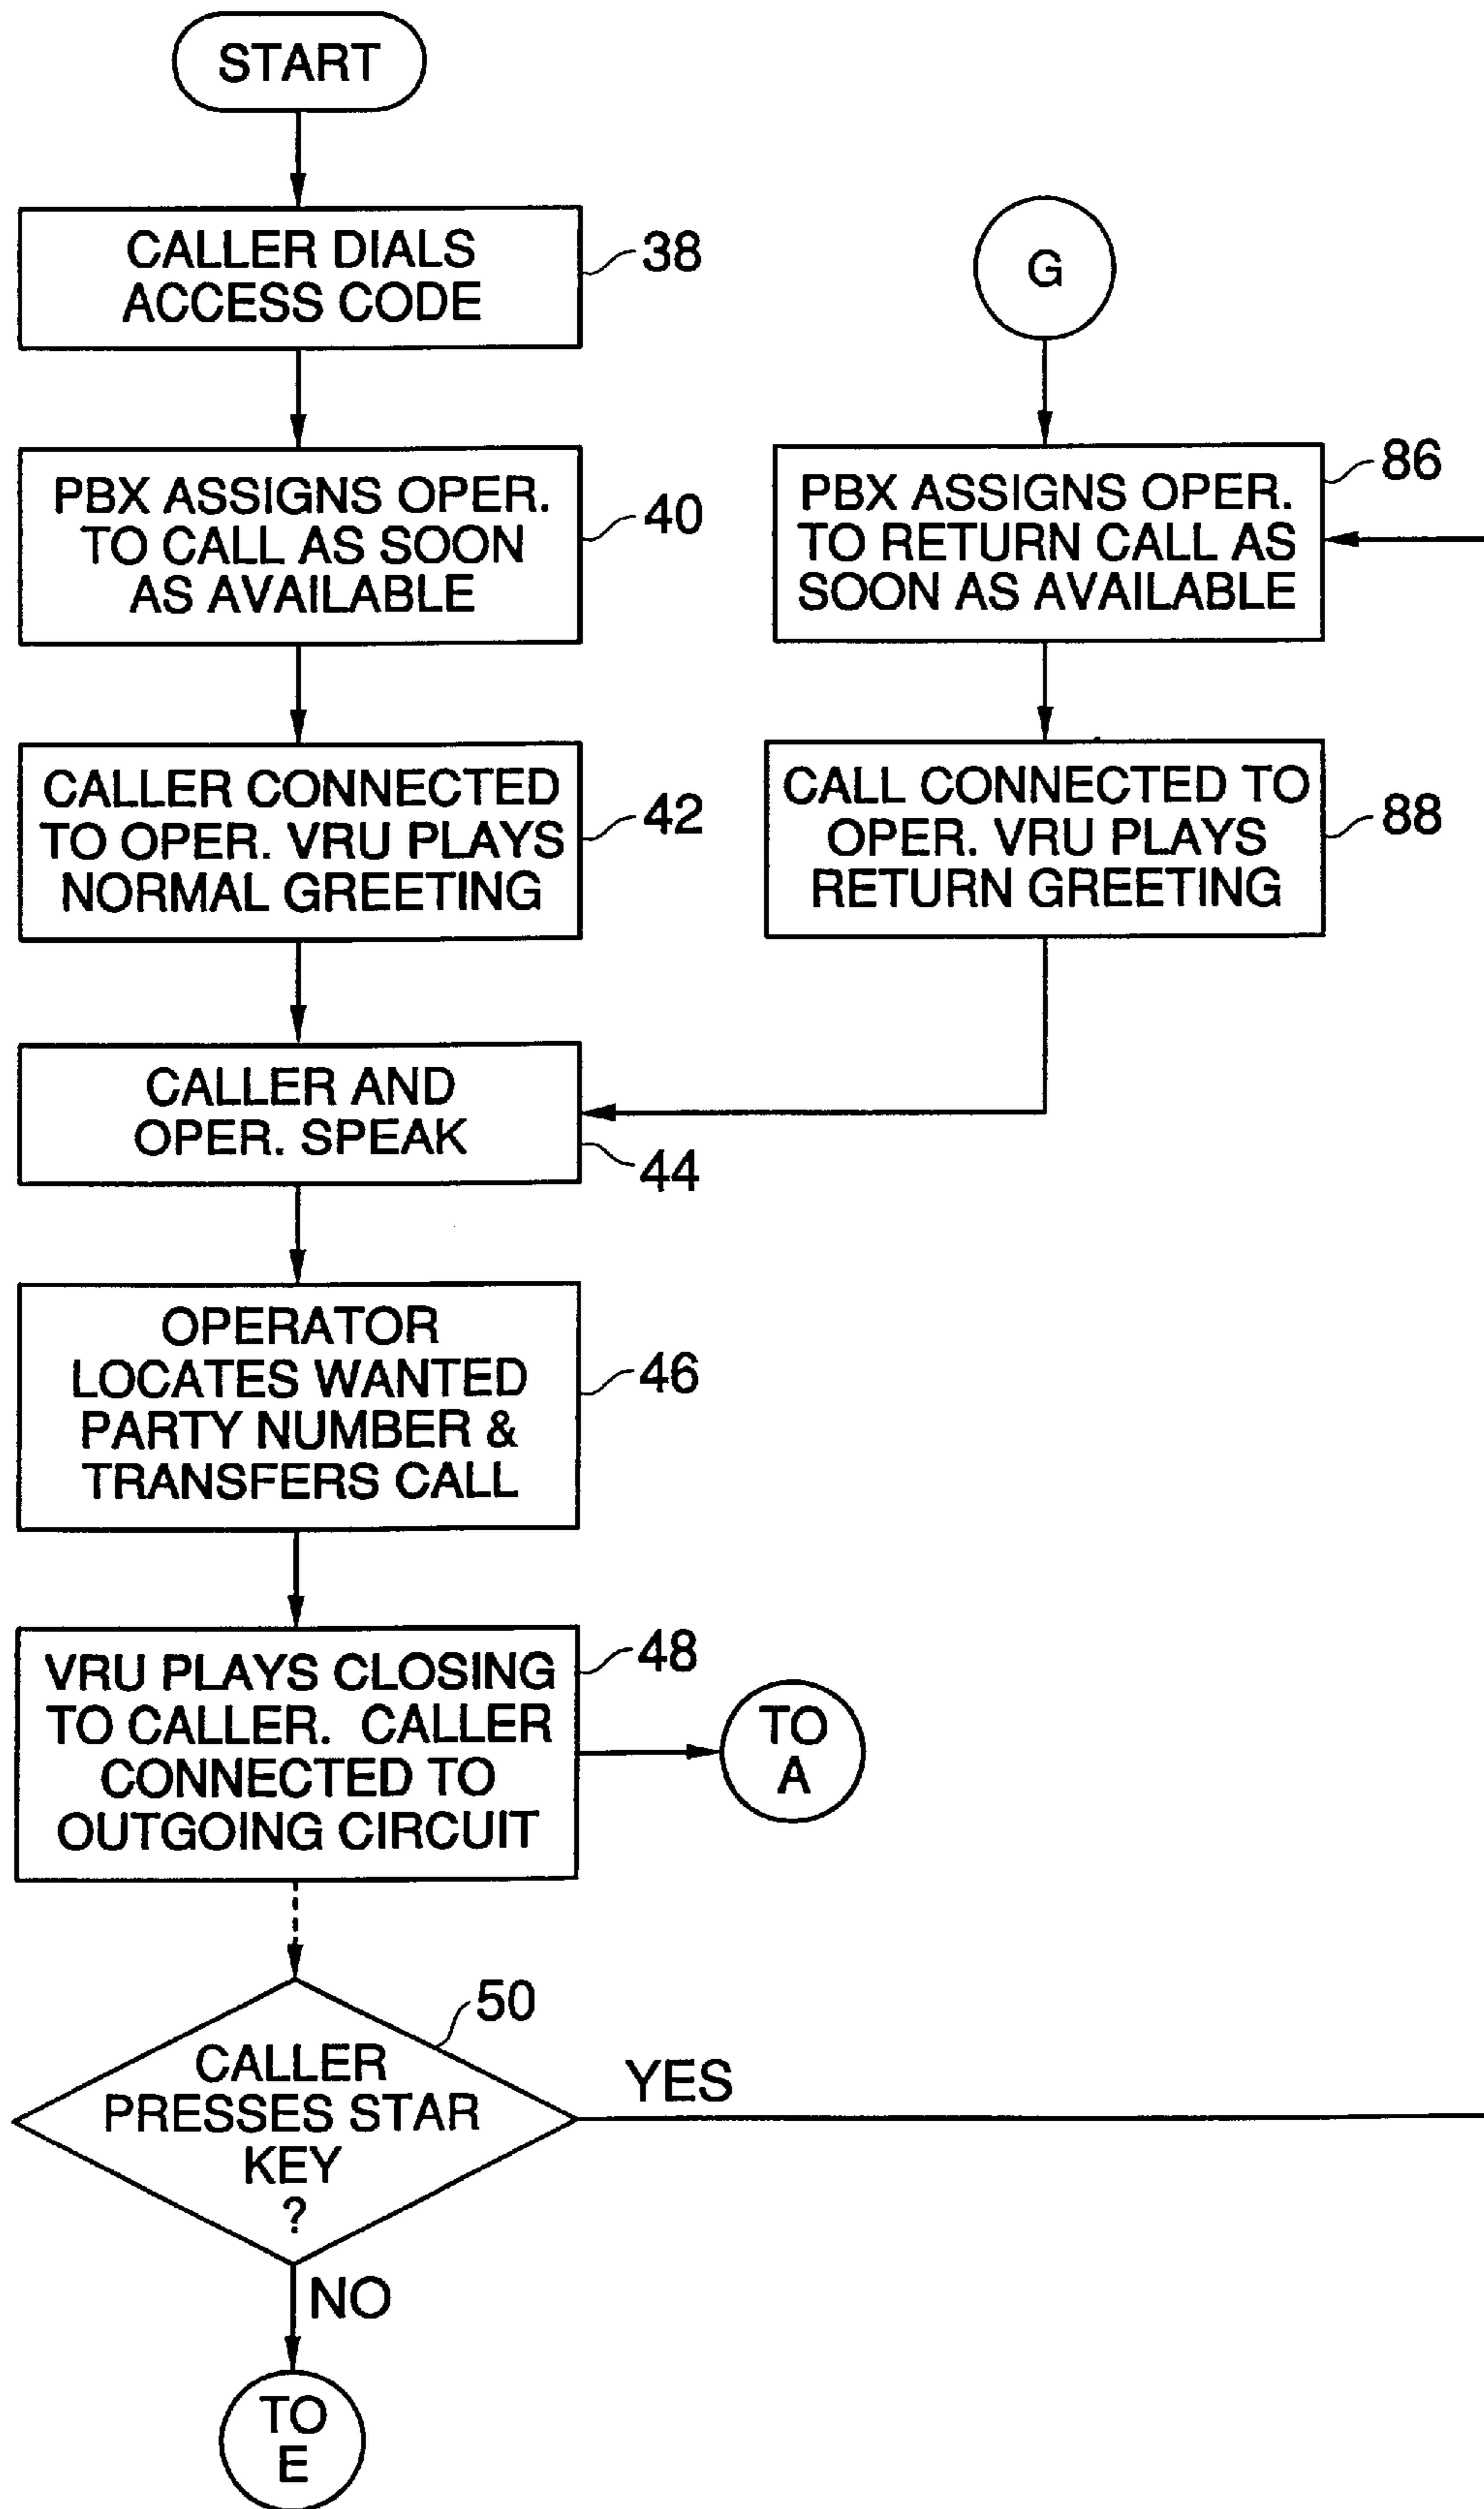 START
CALLER DIALS
ACCESS CODE
38
PBX ASSIGNS OPER.
TO CALL AS SOON
AS AVAILABLE
40
CALLER CONNECTED
TO OPER. VRU PLAYS
NORMAL GREETING
42
G
PBX ASSIGNS OPER.
TO RETURN CALL AS
SOON AS AVAILABLE
86
CALL CONNECTED TO
OPER. VRU PLAYS
RETURN GREETING
88
CALLER AND
OPER. SPEAK
44
OPERATOR
LOCATES WANTED
PARTY NUMBER &
TRANSFERS CALL
46
VRU PLAYS CLOSING
TO CALLER. CALLER
CONNECTED TO
OUTGOING CIRCUIT
48
TO
A
CALLER
PRESSES STAR
KEY
?
50
YES
NO
TO
E